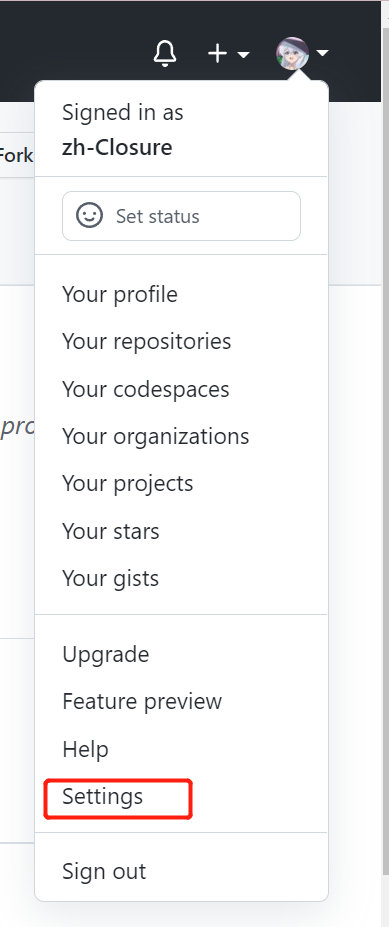 Signed in as
zh-Closure
Fork
Set status
Your profile
Your repositories
pro
Your codespaces
Your organizations
Your projects
Your stars
Your gists
Upgrade
Feature preview
Help
Settings
Sign out